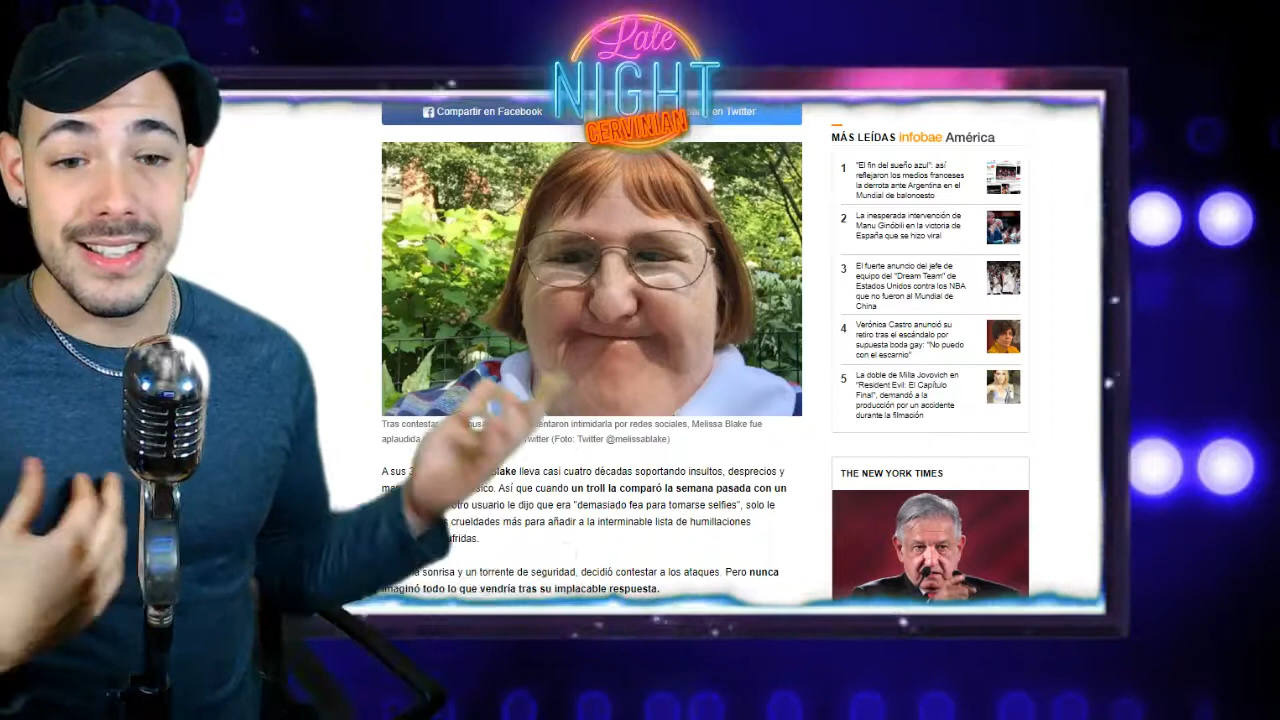 Late
NIGHT
CERVINIAN
Compartir en Facebook
en Twitter
MÁS LEÍDAS infobae América
1 "El fin del sueño azul": así
reflejaron los medios franceses
la derrota ante Argentina en el
Mundial de baloncesto
2 La inesperada intervención de
Manu Ginóbili en la victoria de
España que se hizo viral
3 El fuerte anuncio del jefe de
equipo del "Dream Team" de
Estados Unidos contra los NBA
que no fueron al Mundial de
China
4 Verónica Castro anunció su
retiro tras el escándalo por
supuesta boda gay: "No puedo
con el escarnio"
5 La doble de Milla Jovovich en
"Resident Evil: El Capítulo
Final", demandó a la
producción por un accidente
durante la filmación
THE NEW YORK TIMES
Tras contestar intentaron intimidarla por redes sociales, Melissa Blake fue
aplaudida Twitter (Foto: Twitter @melissablake)
A sus lleva casi cuatro décadas soportando insultos, desprecios y
Así que cuando un troll la comparó la semana pasada con un
otro usuario le dijo que era "demasiado fea para tomarse selfies", solo le
crueldades más para añadir a la interminable lista de humillaciones
sonrisa y un torrente de seguridad, decidió contestar a los ataques. Pero nunca
imaginó todo lo que vendría tras su implacable respuesta.